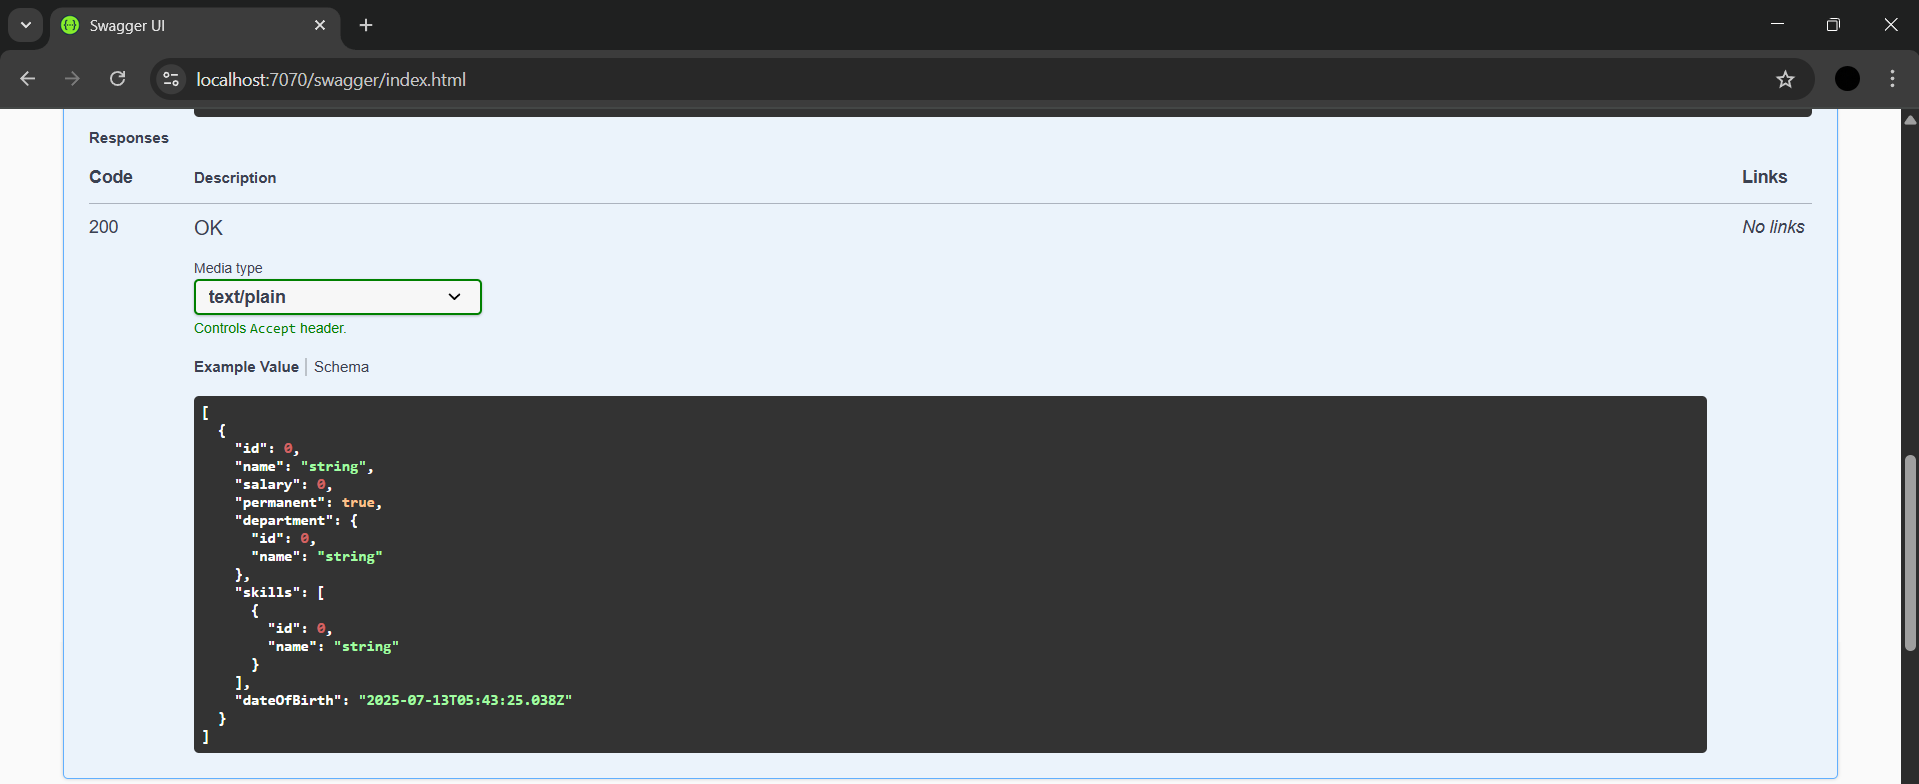 Swagger UI
localhost:7070/swagger/index.html
Responses
Code Description Links
200 OK No links
Media type
text/plain
Controls Accept header.
Example Value Schema
[
  {
    "id": 0,
    "name": "string",
    "salary": 0,
    "permanent": true,
    "department": {
      "id": 0,
      "name": "string"
    },
    "skills": [
      {
        "id": 0,
        "name": "string"
      }
    ],
    "dateOfBirth": "2025-07-13T05:43:25.038Z"
  }
]